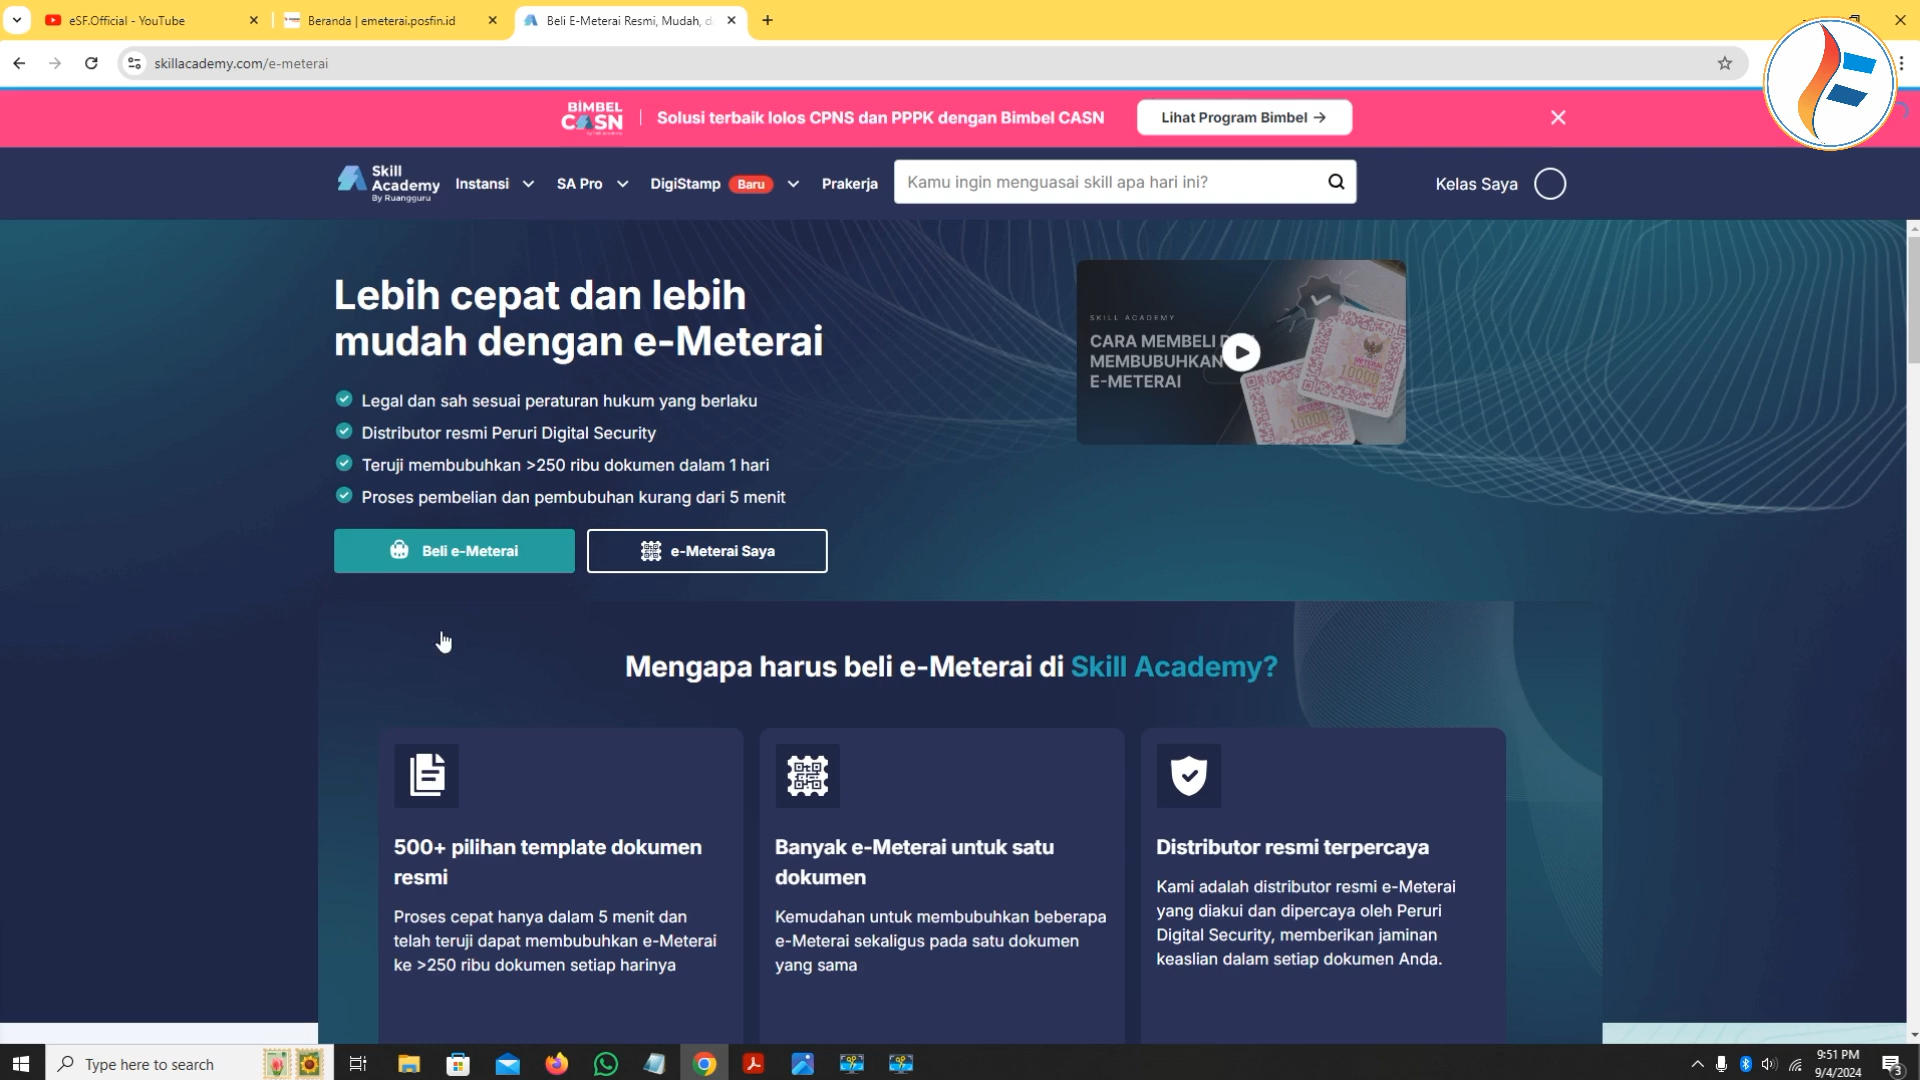 eSF.Official - YouTube
Beranda | emeterai.posfin.id
Beli E-Meterai Resmi, Mudah, d
skillacademy.com/e-meterai
BIMBEL
CASN
Solusi terbaik lolos CPNS dan PPPK dengan Bimbel CASN
Lihat Program Bimbel →
Skill
Academy
By Ruangguru
Instansi
SA Pro
DigiStamp
Baru
Prakerja
Kamu ingin menguasai skill apa hari ini?
Kelas Saya
Lebih cepat dan lebih
mudah dengan e-Meterai
Legal dan sah sesuai peraturan hukum yang berlaku
Distributor resmi Peruri Digital Security
Teruji membubuhkan >250 ribu dokumen dalam 1 hari
Proses pembelian dan pembubuhan kurang dari 5 menit
Beli e-Meterai
e-Meterai Saya
SKILL ACADEMY
CARA MEMBELI D
MEMBUBUHKAN
E-METERAI
METERAI
10000
10000
Mengapa harus beli e-Meterai di Skill Academy?
500+ pilihan template dokumen
resmi
Proses cepat hanya dalam 5 menit dan
telah teruji dapat membubuhkan e-Meterai
ke >250 ribu dokumen setiap harinya
Banyak e-Meterai untuk satu
dokumen
Kemudahan untuk membubuhkan beberapa
e-Meterai sekaligus pada satu dokumen
yang sama
Distributor resmi terpercaya
Kami adalah distributor resmi e-Meterai
yang diakui dan dipercaya oleh Peruri
Digital Security, memberikan jaminan
keaslian dalam setiap dokumen Anda.
Type here to search
9:51 PM
9/4/2024
3